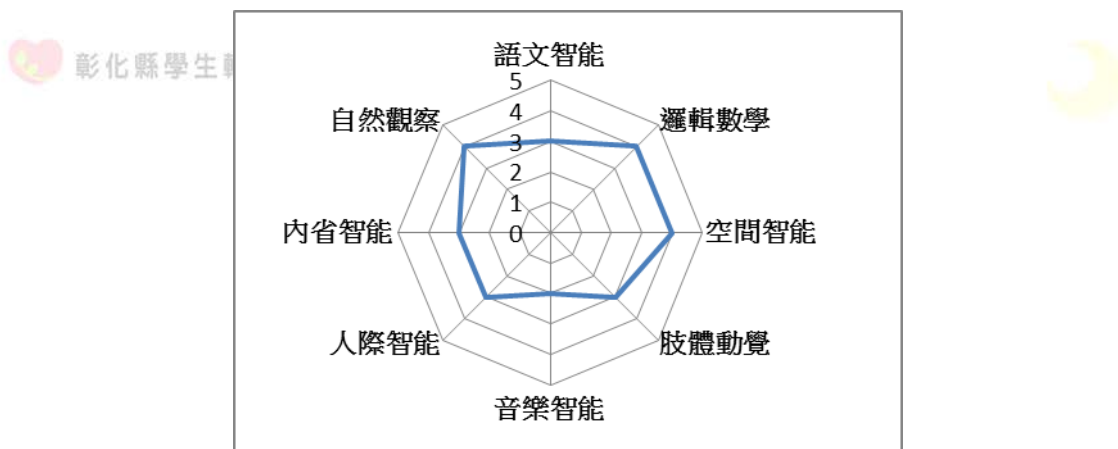 彰化縣學生
語文智能
5
自然觀察
4
邏輯數學
3
2
1
內省智能
0
空間智能
人際智能
肢體動覺
音樂智能